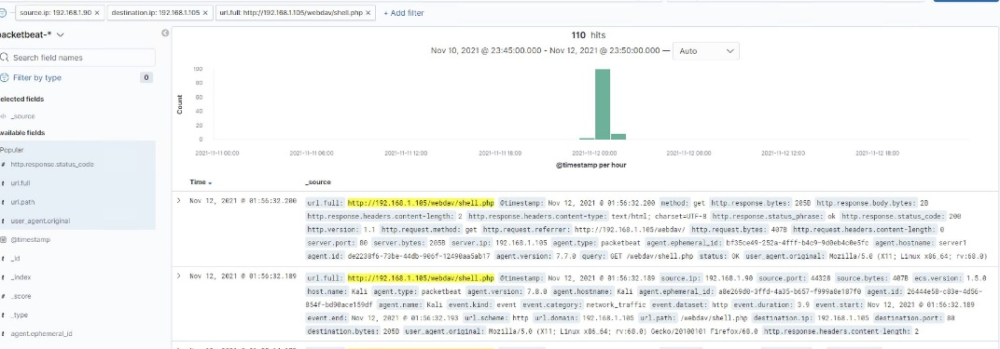 source.ip: 192.168.1.90 × destination.ip: 192.168.1.105 × url.full: http://192.168.1.105/webdav/shell.php × + Add filter
packetbeat-*
Search field names
Filter by type 0
selected fields
_source
Available fields
Popular
# http.response.status_code
t url.full
t url.path
t user_agent.original
@timestamp
t _id
t _index
# _score
t _type
t agent.ephemeral_id
110 hits
Nov 10, 2021 @ 23:45:00.000 - Nov 12, 2021 @ 23:50:00.000 — Auto
Count
100
80
60
40
20
0
2021-11-11 00:00 2021-11-11 06:00 2021-11-11 12:00 2021-11-11 18:00 2021-11-12 00:00 2021-11-12 06:00 2021-11-12 12:00 2021-11-12 18:00
@timestamp per hour
Time _source
> Nov 12, 2021 @ 01:56:32.200 url.full: http://192.168.1.105/webdav/shell.php @timestamp: Nov 12, 2021 @ 01:56:32.200 method: get http.response.bytes: 205B http.response.body.bytes: 2B
http.response.headers.content-length: 2 http.response.headers.content-type: text/html; charset=UTF-8 http.response.status_phrase: ok http.response.status_code: 200
http.version: 1.1 http.request.method: get http.request.referrer: http://192.168.1.105/webdav/ http.request.bytes: 407B http.request.headers.content-length: 0
server.port: 80 server.bytes: 205B server.ip: 192.168.1.105 agent.type: packetbeat agent.ephemeral_id: bf35ce49-252a-4fff-b4c9-9d0eb4c0e5fc agent.hostname: server1
agent.id: de2238f6-73be-44db-906f-12490aa5ab17 agent.version: 7.7.0 query: GET /webdav/shell.php status: OK user_agent.original: Mozilla/5.0 (X11; Linux x86_64; rv:68.0)
> Nov 12, 2021 @ 01:56:32.189 url.full: http://192.168.1.105/webdav/shell.php @timestamp: Nov 12, 2021 @ 01:56:32.189 source.ip: 192.168.1.90 source.port: 44328 source.bytes: 407B ecs.version: 1.5.0
host.name: Kali agent.type: packetbeat agent.version: 7.8.0 agent.hostname: Kali agent.ephemeral_id: a8e269d0-3ffd-4a35-b657-f999a8e187f0 agent.id: 26444e58-c83e-4d56-
854f-bd90ace159df agent.name: Kali event.kind: event event.category: network_traffic event.dataset: http event.duration: 3.9 event.start: Nov 12, 2021 @ 01:56:32.189
event.end: Nov 12, 2021 @ 01:56:32.193 url.scheme: http url.domain: 192.168.1.105 url.path: /webdav/shell.php destination.ip: 192.168.1.105 destination.port: 80
destination.bytes: 205B user_agent.original: Mozilla/5.0 (X11; Linux x86_64; rv:68.0) Gecko/20100101 Firefox/68.0 http.response.headers.content-length: 2